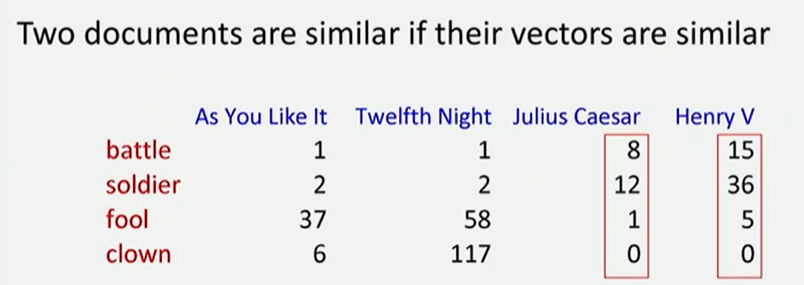 Two documents are similar if their vectors are similar
As You Like It Twelfth Night Julius Caesar Henry V
battle 1 1 8 15
soldier 2 2 12 36
fool 37 58 1 5
clown 6 117 0 0